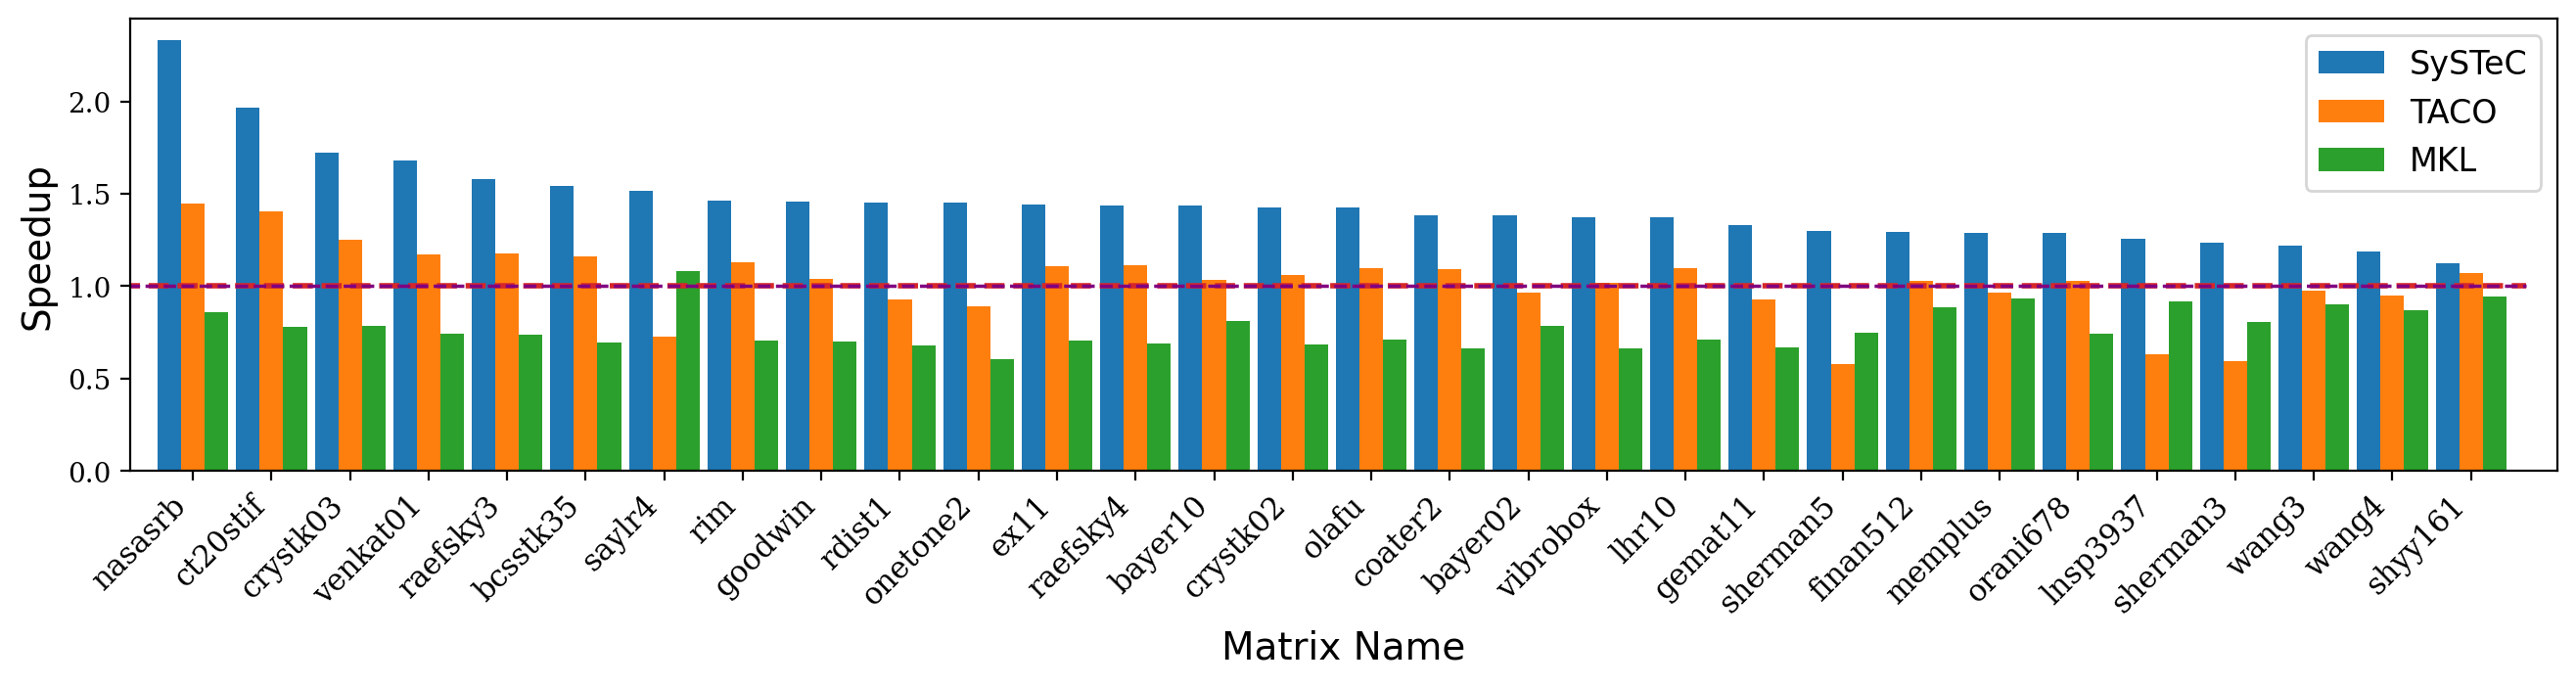 SySTeC
TACO
MKL
Speedup
2.0
1.5
1.0
0.5
0.0
nasasrb
ct20stif
crystk03
venkat01
raefsky3
bcsstk35
saylr4
rim
goodwin
rdist1
onetone2
ex11
raefsky4
bayer10
crystk02
olafu
coater2
bayer02
vibrobox
lhr10
gemat11
sherman5
finan512
memplus
orani678
lnsp3937
sherman3
wang3
wang4
shyy161
Matrix Name